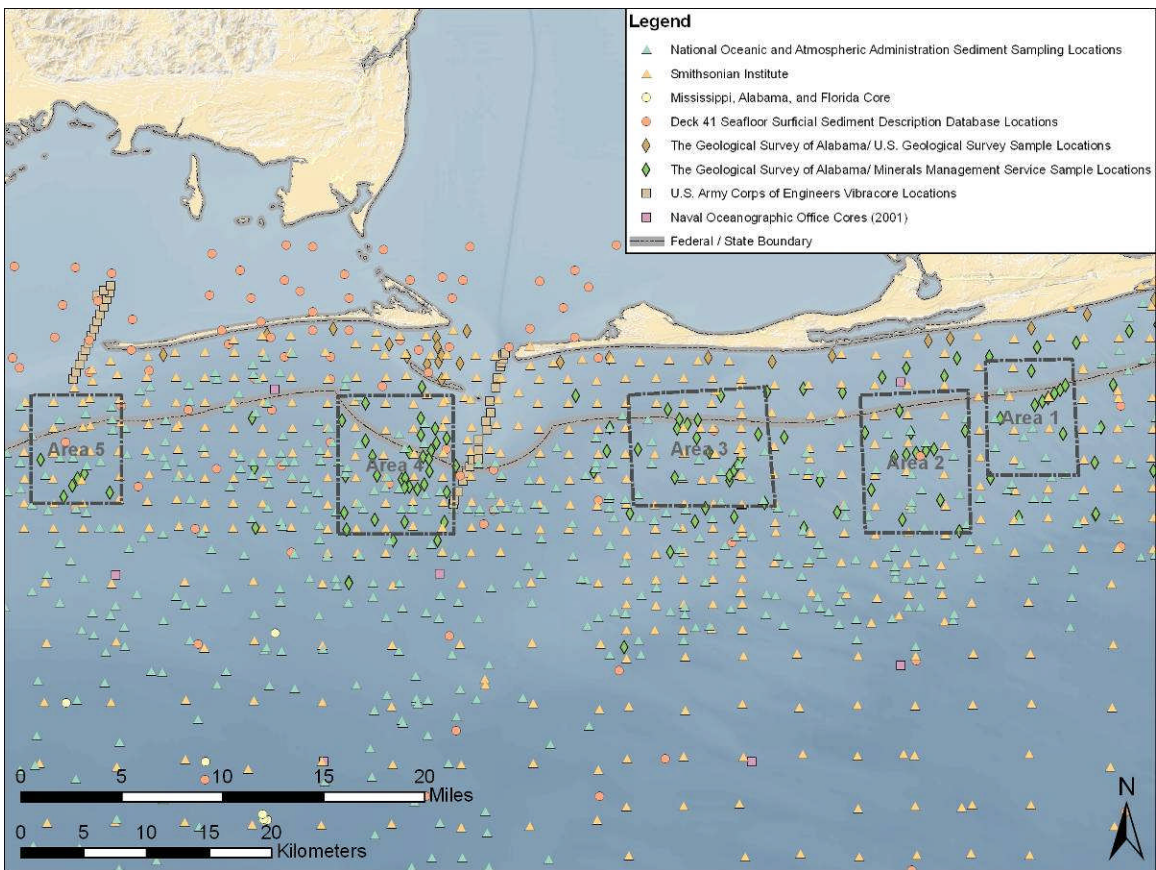 Legend
National Oceanic and Atmospheric Administration Sediment Sampling Locations
Smithsonian Institute
Mississippi, Alabama, and Florida Core
Deck 41 Seafloor Surficial Sediment Description Database Locations
The Geological Survey of Alabama/ U.S. Geological Survey Sample Locations
The Geological Survey of Alabama/ Minerals Management Service Sample Locations
U.S. Army Corps of Engineers Vibracore Locations
Naval Oceanographic Office Cores (2001)
Federal / State Boundary
Area 1
Area 5
Area 4
Area 3
Area 2
0 5 10 15 20
Miles
0 5 10 15 20
Kilometers
N